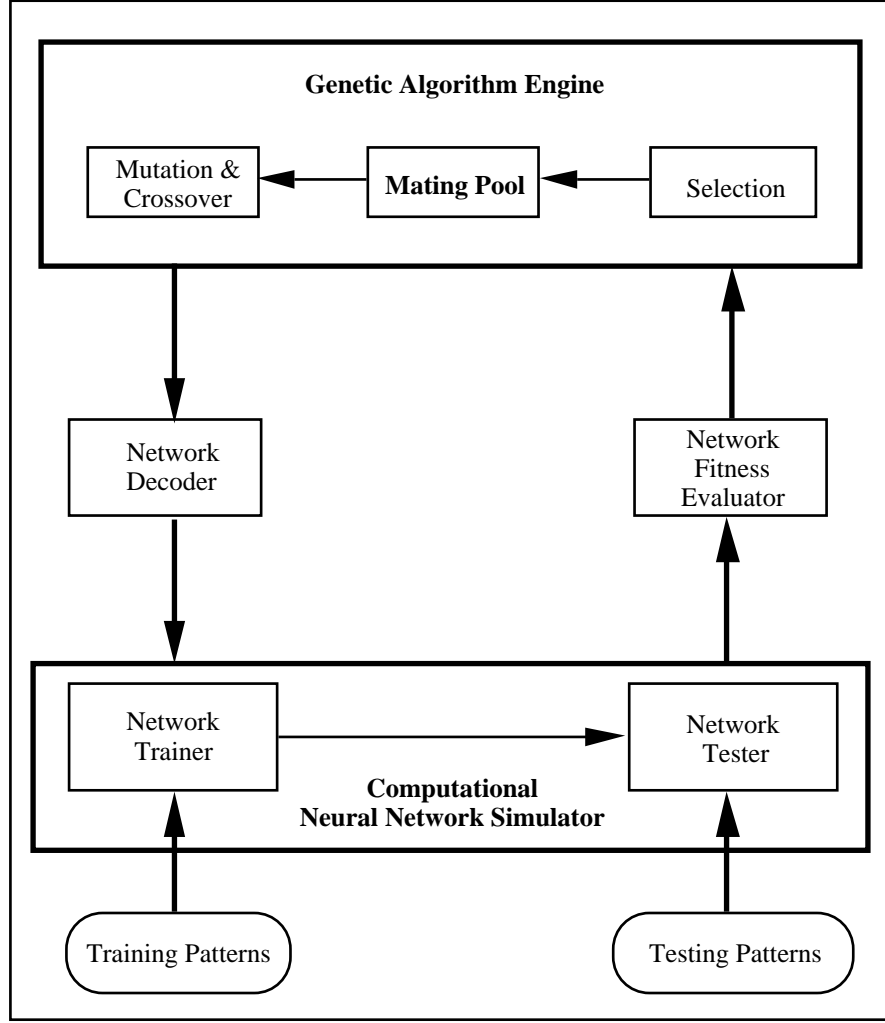 Genetic Algorithm Engine
Mutation &
Crossover
Mating Pool
Selection
Network
Decoder
Network
Fitness
Evaluator
Network
Trainer
Network
Tester
Computational
Neural Network Simulator
Training Patterns
Testing Patterns